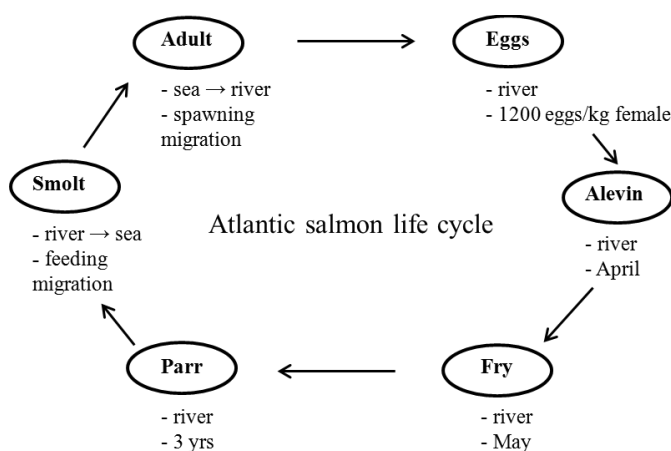 Adult
- sea → river
- spawning
migration
Eggs
- river
- 1200 eggs/kg female
Smolt
- river → sea
- feeding
migration
Atlantic salmon life cycle
Alevin
- river
- April
Parr
- river
- 3 yrs
Fry
- river
- May